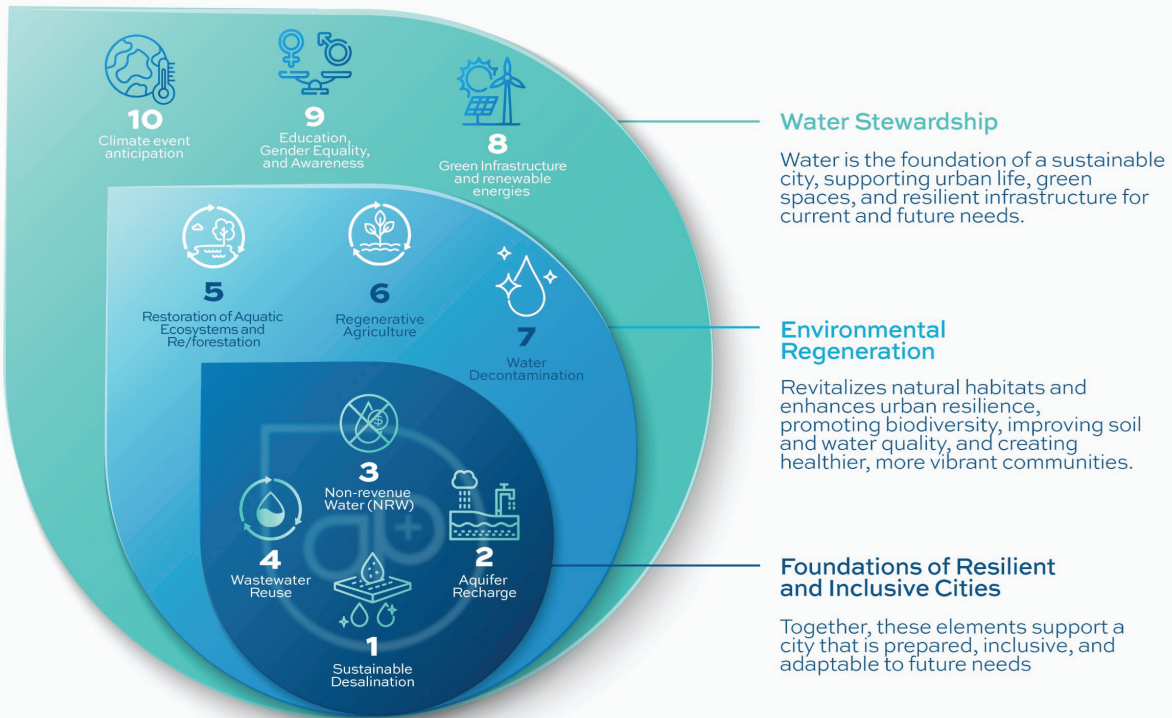 10
Climate event
anticipation
9
Education,
Gender Equality,
and Awareness
8
Green Infrastructure
and renewable
energies
5
Restoration of Aquatic
Ecosystems and
Re/forestation
6
Regenerative
Agriculture
7
Water
Decontamination
3
Non-revenue
Water (NRW)
4
Wastewater
Reuse
2
Aquifer
Recharge
1
Sustainable
Desalination
Water Stewardship
Water is the foundation of a sustainable
city, supporting urban life, green
spaces, and resilient infrastructure for
current and future needs.
Environmental
Regeneration
Revitalizes natural habitats and
enhances urban resilience,
promoting biodiversity, improving soil
and water quality, and creating
healthier, more vibrant communities.
Foundations of Resilient
and Inclusive Cities
Together, these elements support a
city that is prepared, inclusive, and
adaptable to future needs